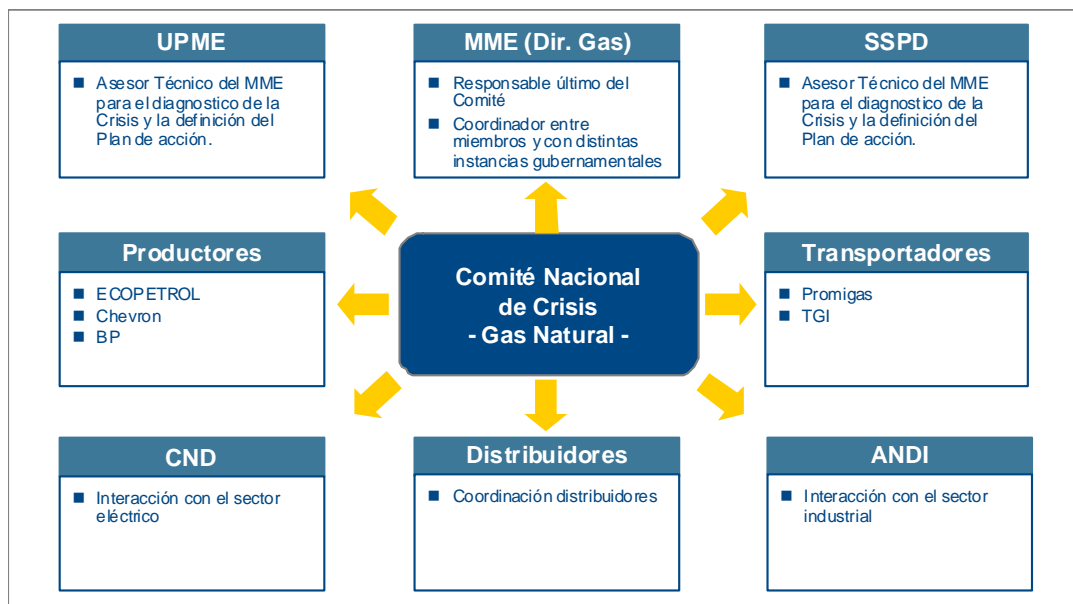 UPME
Asesor Técnico del MME
para el diagnostico de la
Crisis y la definición del
Plan de acción.
MME (Dir. Gas)
Responsable último del
Comité
Coordinador entre
miembros y con distintas
instancias gubernamentales
SSPD
Asesor Técnico del MME
para el diagnostico de la
Crisis y la definición del
Plan de acción.
Productores
ECOPETROL
Chevron
BP
Comité Nacional
de Crisis
- Gas Natural -
Transportadores
Promigas
TGI
CND
Interacción con el sector
eléctrico
Distribuidores
Coordinación distribuidores
ANDI
Interacción con el sector
industrial